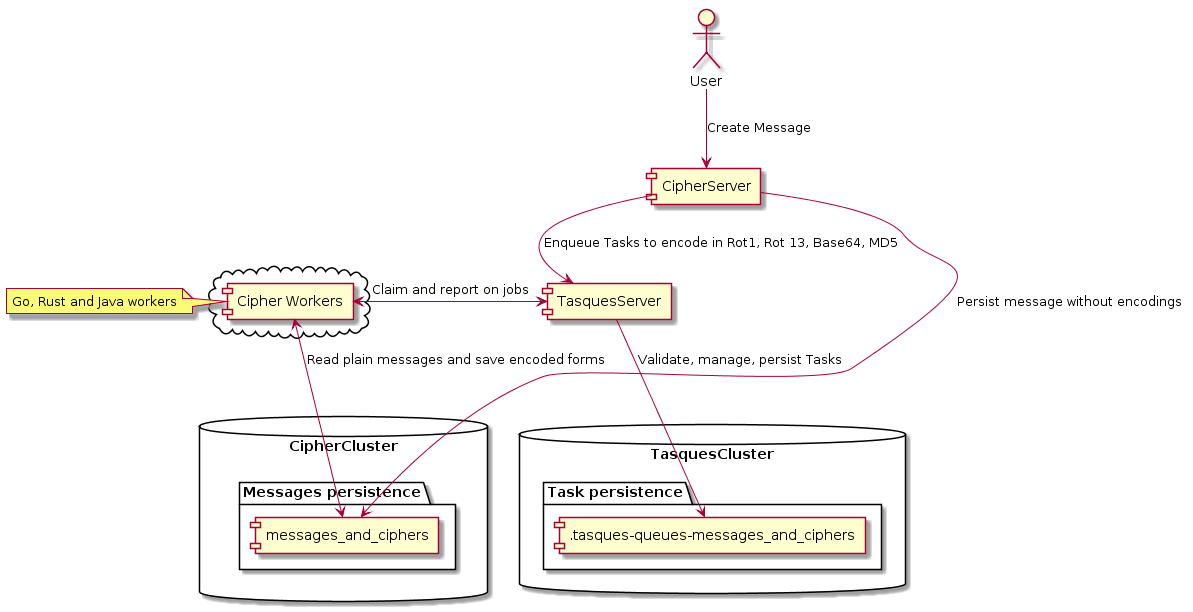 User
Create Message
CipherServer
Enqueue Tasks to encode in Rot1, Rot 13, Base64, MD5
Go, Rust and Java workers
Cipher Workers
Claim and report on jobs
TasquesServer
Persist message without encodings
Read plain messages and save encoded forms
Validate, manage, persist Tasks
CipherCluster
TasquesCluster
Messages persistence
Task persistence
messages_and_ciphers
.tasques-queues-messages_and_ciphers